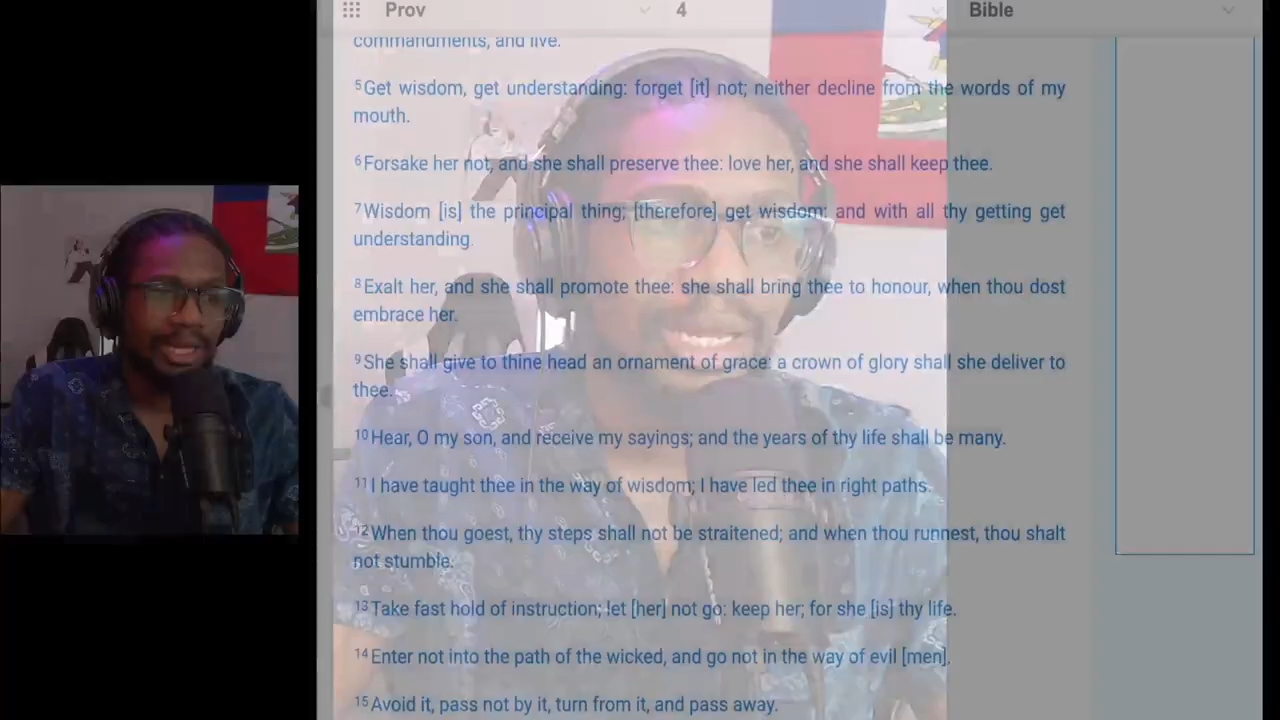 Prov 4 Bible
commandments, and live.
5Get wisdom, get understanding: forget [it] not; neither decline from the words of my
mouth.
6Forsake her not, and she shall preserve thee: love her, and she shall keep thee.
7Wisdom [is] the principal thing; [therefore] get wisdom: and with all thy getting get
understanding.
8Exalt her, and she shall promote thee: she shall bring thee to honour, when thou dost
embrace her.
9She shall give to thine head an ornament of grace: a crown of glory shall she deliver to
thee.
10Hear, O my son, and receive my sayings; and the years of thy life shall be many.
11I have taught thee in the way of wisdom; I have led thee in right paths.
12When thou goest, thy steps shall not be straitened; and when thou runnest, thou shalt
not stumble.
13Take fast hold of instruction; let [her] not go: keep her; for she [is] thy life.
14Enter not into the path of the wicked, and go not in the way of evil [men].
15Avoid it, pass not by it, turn from it, and pass away.